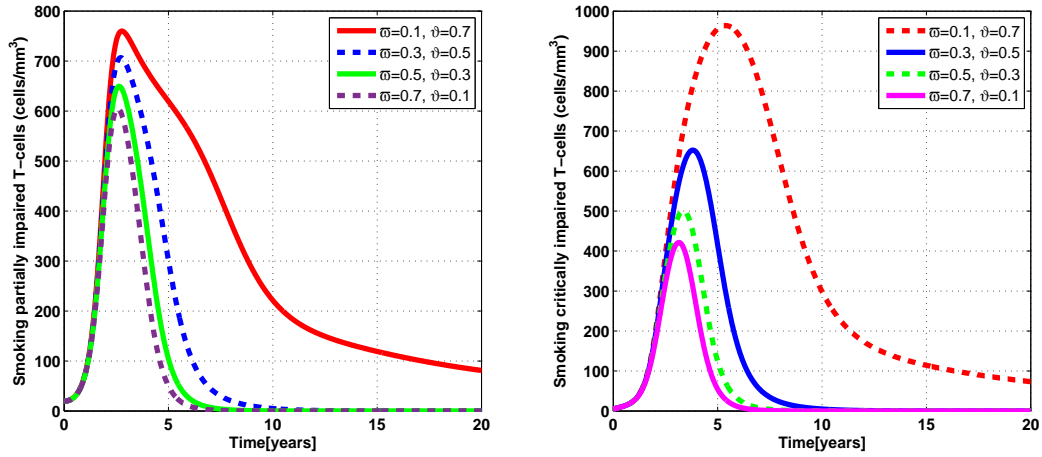 Smoking partially impaired T-cells (cells/mm³)
800
700
600
500
400
300
200
100
0
0 5 10 15 20
Time[years]
ϖ=0.1, ϑ=0.7
ϖ=0.3, ϑ=0.5
ϖ=0.5, ϑ=0.3
ϖ=0.7, ϑ=0.1
Smoking critically impaired T-cells (cells/mm³)
1000
900
800
700
600
500
400
300
200
100
0
0 5 10 15 20
Time[years]
ϖ=0.1, ϑ=0.7
ϖ=0.3, ϑ=0.5
ϖ=0.5, ϑ=0.3
ϖ=0.7, ϑ=0.1